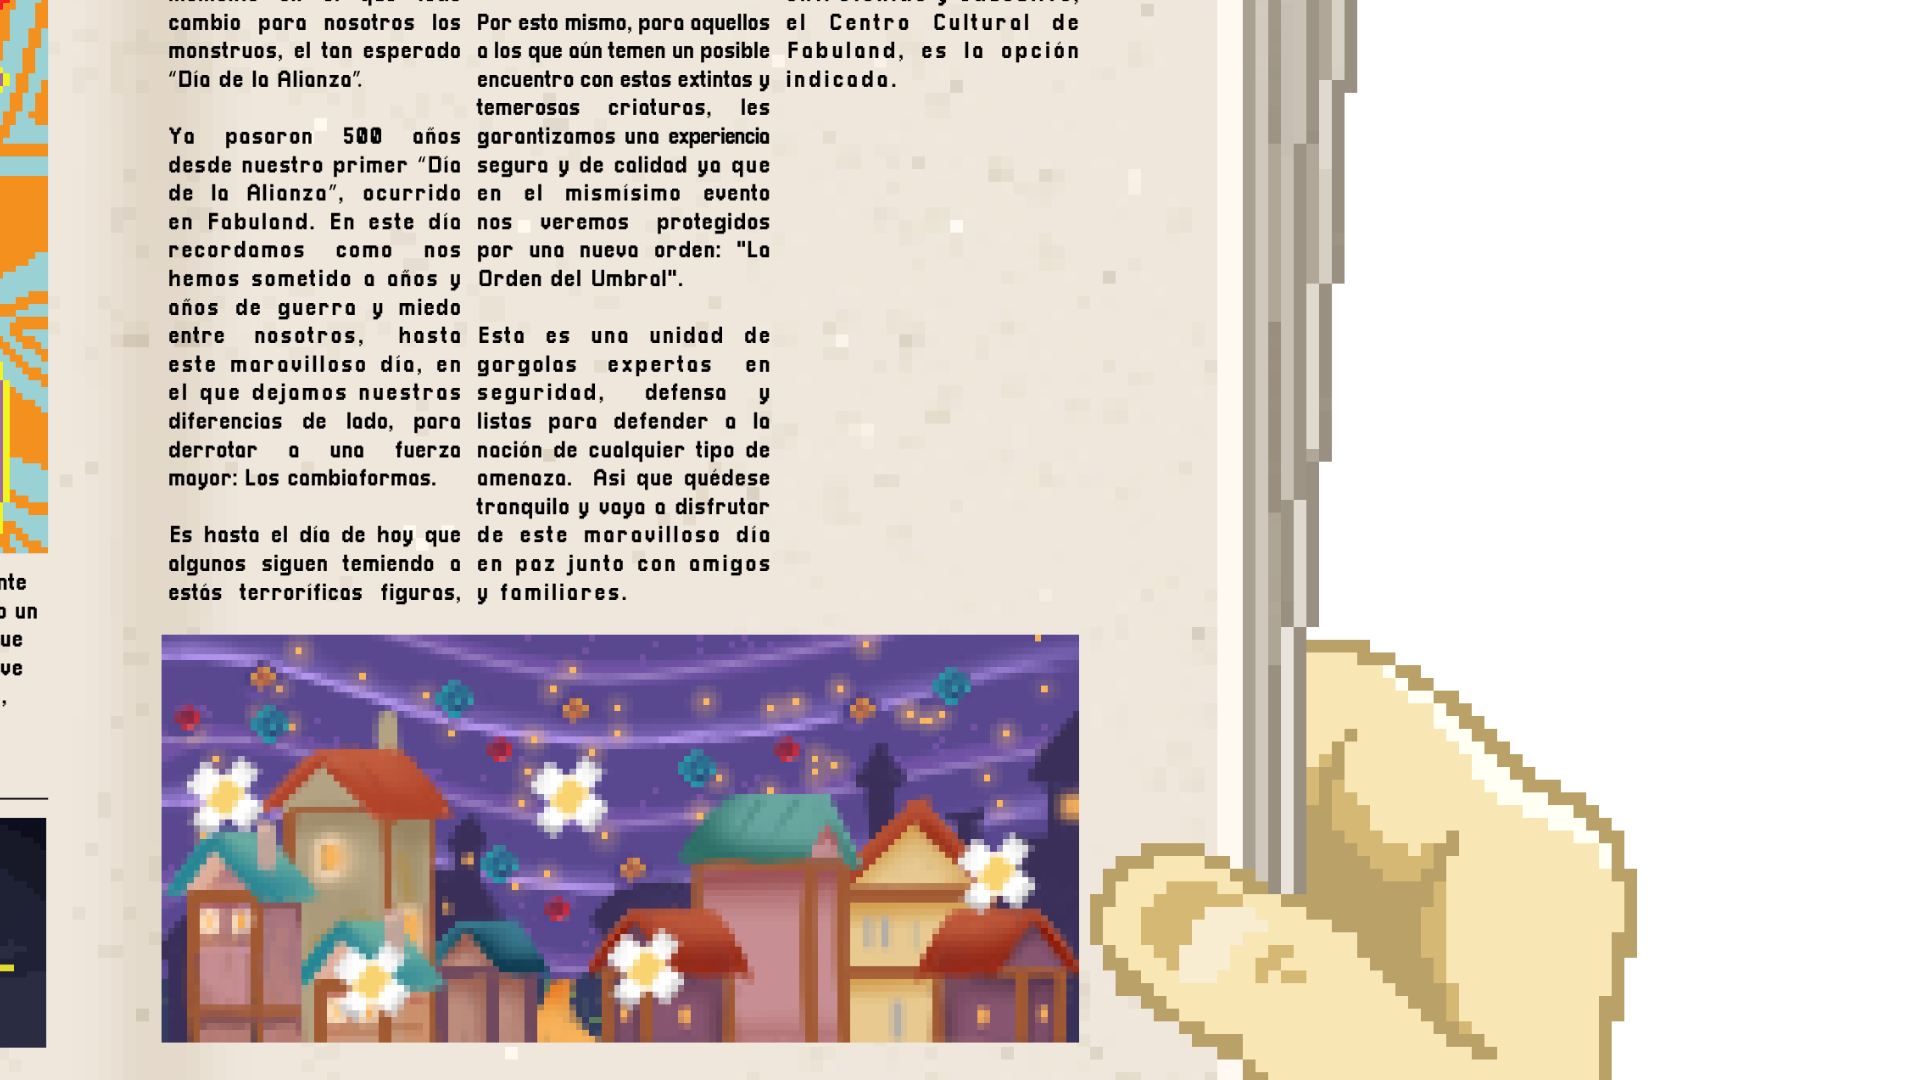 cambio para nosotros los
monstruos, el tan esperado
"Día de la Alianza".
Ya pasaron 500 años
desde nuestro primer "Día
de la Alianza", ocurrido
en Fabuland. En este día
recordamos como nos
hemos sometido a años y
años de guerra y miedo
entre nosotros, hasta
este maravilloso día, en
el que dejamos nuestras
diferencias de lado, para
derrotar a una fuerza
mayor: Los cambiaformas.
Es hasta el día de hoy que
algunos siguen temiendo a
estás terroríficas figuras,
Por esto mismo, para aquellos
a los que aún temen un posible
encuentro con estas extintas y
temerosas criaturas, les
garantizamos una experiencia
segura y de calidad ya que
en el mismísimo evento
nos veremos protegidos
por una nueva orden: "La
Orden del Umbral".
Esta es una unidad de
gargolas expertas en
seguridad, defensa y
listas para defender a la
nación de cualquier tipo de
amenaza. Asi que quédese
tranquilo y vaya a disfrutar
de este maravilloso día
en paz junto con amigos
y familiares.
el Centro Cultural de
Fabuland, es la opción
indicada.
nte
o un
ue
ve
,